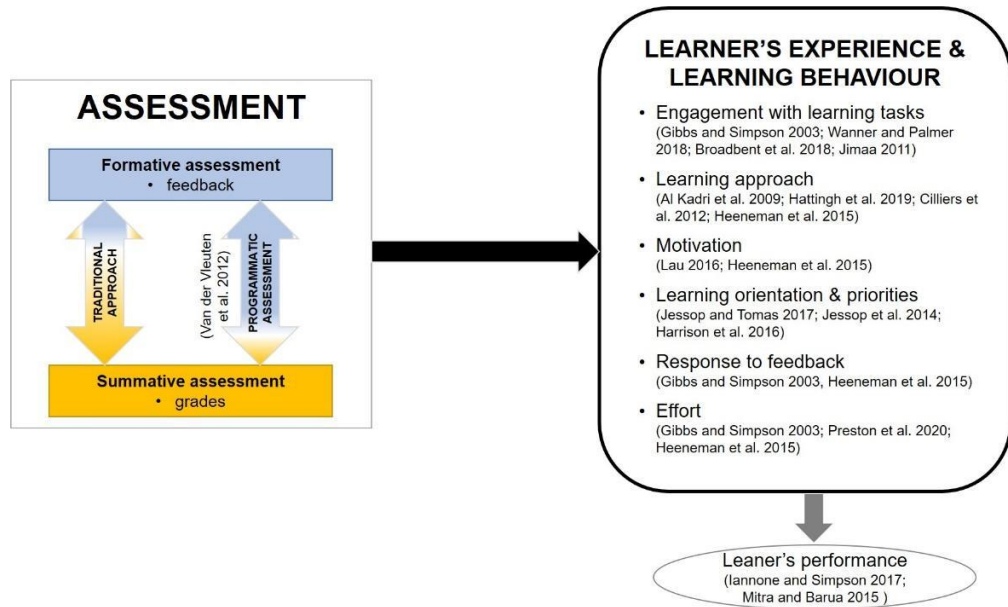 ASSESSMENT
Formative assessment
• feedback
TRADITIONAL
APPROACH
(Van der Vleuten
et al. 2012)
PROGRAMMATIC
ASSESSMENT
Summative assessment
• grades
LEARNER'S EXPERIENCE &
LEARNING BEHAVIOUR
• Engagement with learning tasks
(Gibbs and Simpson 2003; Wanner and Palmer
2018; Broadbent et al. 2018; Jimaa 2011)
• Learning approach
(Al Kadri et al. 2009; Hattingh et al. 2019; Cilliers et
al. 2012; Heeneman et al. 2015)
• Motivation
(Lau 2016; Heeneman et al. 2015)
• Learning orientation & priorities
(Jessop and Tomas 2017; Jessop et al. 2014;
Harrison et al. 2016)
• Response to feedback
(Gibbs and Simpson 2003, Heeneman et al. 2015)
• Effort
(Gibbs and Simpson 2003; Preston et al. 2020;
Heeneman et al. 2015)
Leaner's performance
(Iannone and Simpson 2017;
Mitra and Barua 2015 )